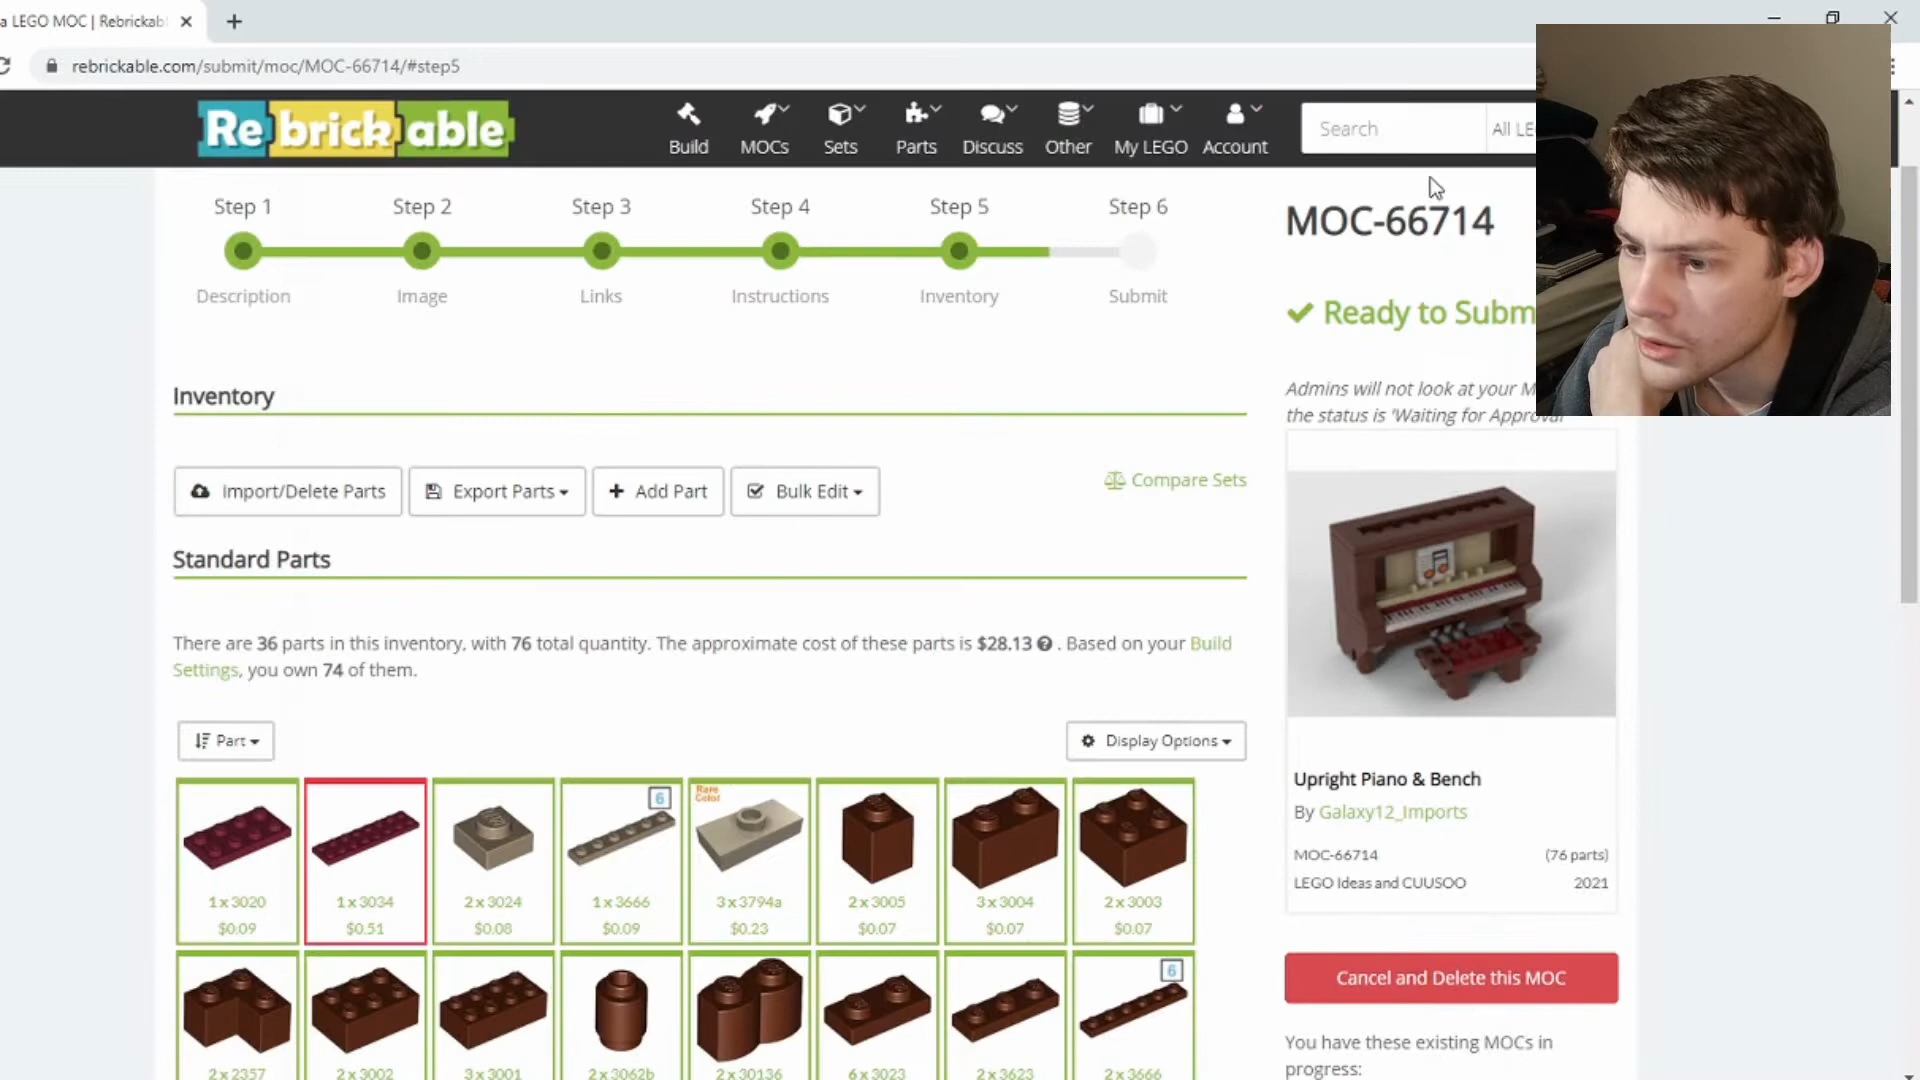 a LEGO MOC | Rebrickab
rebrickable.com/submit/moc/MOC-66714/#step5
Rebrickable
Build
MOCs
Sets
Parts
Discuss
Other
My LEGO
Account
Search
All LE
Step 1
Step 2
Step 3
Step 4
Step 5
Step 6
Description
Image
Links
Instructions
Inventory
Submit
MOC-66714
Ready to Subm
Admins will not look at your M
the status is 'Waiting for Approval
Inventory
Import/Delete Parts
Export Parts
Add Part
Bulk Edit
Compare Sets
Standard Parts
There are 36 parts in this inventory, with 76 total quantity. The approximate cost of these parts is $28.13 . Based on your Build
Settings, you own 74 of them.
Part
Display Options
1 x 3020
$0.09
1 x 3034
$0.51
2 x 3024
$0.08
6
1 x 3666
$0.09
Rare
Color
3 x 3794a
$0.23
2 x 3005
$0.07
3 x 3004
$0.07
2 x 3003
$0.07
2 x 2357
2 x 3002
3 x 3001
2 x 3062b
2 x 30136
6 x 3023
2 x 3623
6
2 x 3666
Upright Piano & Bench
By Galaxy12_Imports
MOC-66714 (76 parts)
LEGO Ideas and CUUSOO 2021
Cancel and Delete this MOC
You have these existing MOCs in
progress: